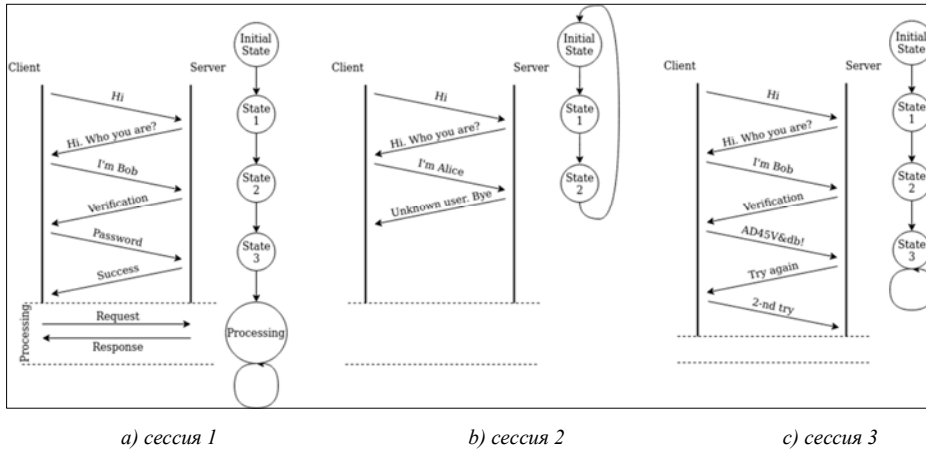 Initial
State
Client
Server
Hi
State
1
Hi. Who you are?
I'm Bob
State
2
Verification
Password
State
3
Success
Processing
Request
Response
Processing
Initial
State
Client
Server
Hi
State
1
Hi. Who you are?
I'm Alice
State
2
Unknown user. Bye
Initial
State
Client
Server
Hi
State
1
Hi. Who you are?
I'm Bob
State
2
Verification
AD45V&db!
State
3
Try again
2-nd try
a) сессия 1
b) сессия 2
c) сессия 3